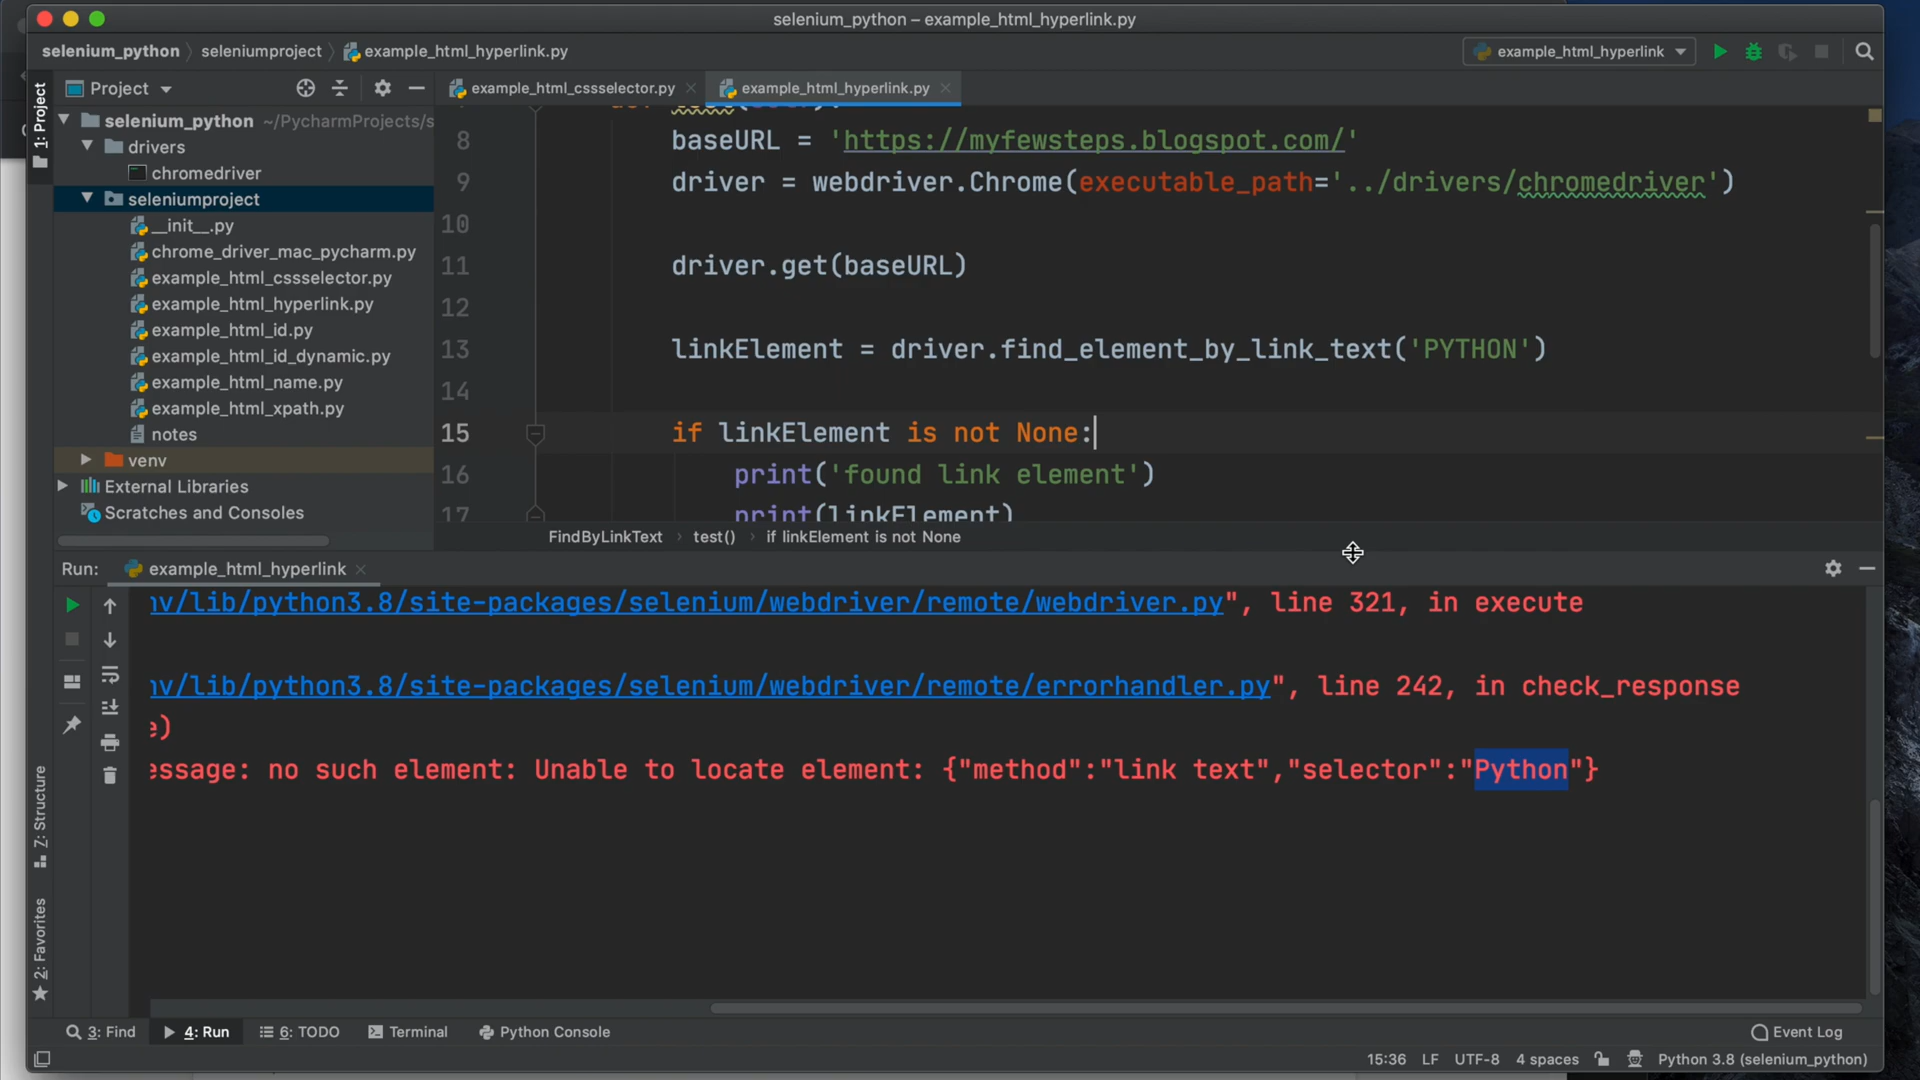 selenium_python – example_html_hyperlink.py
selenium_python seleniumproject example_html_hyperlink.py
example_html_hyperlink
1: Project
Project
example_html_cssselector.py
example_html_hyperlink.py
selenium_python ~/PycharmProjects/s
drivers
chromedriver
seleniumproject
__init__.py
chrome_driver_mac_pycharm.py
example_html_cssselector.py
example_html_hyperlink.py
example_html_id.py
example_html_id_dynamic.py
example_html_name.py
example_html_xpath.py
notes
venv
External Libraries
Scratches and Consoles
8 baseURL = 'https://myfewsteps.blogspot.com/'
9 driver = webdriver.Chrome(executable_path='../drivers/chromedriver')
10
11 driver.get(baseURL)
12
13 linkElement = driver.find_element_by_link_text('PYTHON')
14
15 if linkElement is not None:
16 print('found link element')
17 print(linkElement)
FindByLinkText test() if linkElement is not None
Run: example_html_hyperlink
nv/lib/python3.8/site-packages/selenium/webdriver/remote/webdriver.py", line 321, in execute
nv/lib/python3.8/site-packages/selenium/webdriver/remote/errorhandler.py", line 242, in check_response
e)
essage: no such element: Unable to locate element: {"method":"link text","selector":"Python"}
7: Structure
2: Favorites
3: Find
4: Run
6: TODO
Terminal
Python Console
Event Log
15:36 LF UTF-8 4 spaces Python 3.8 (selenium_python)